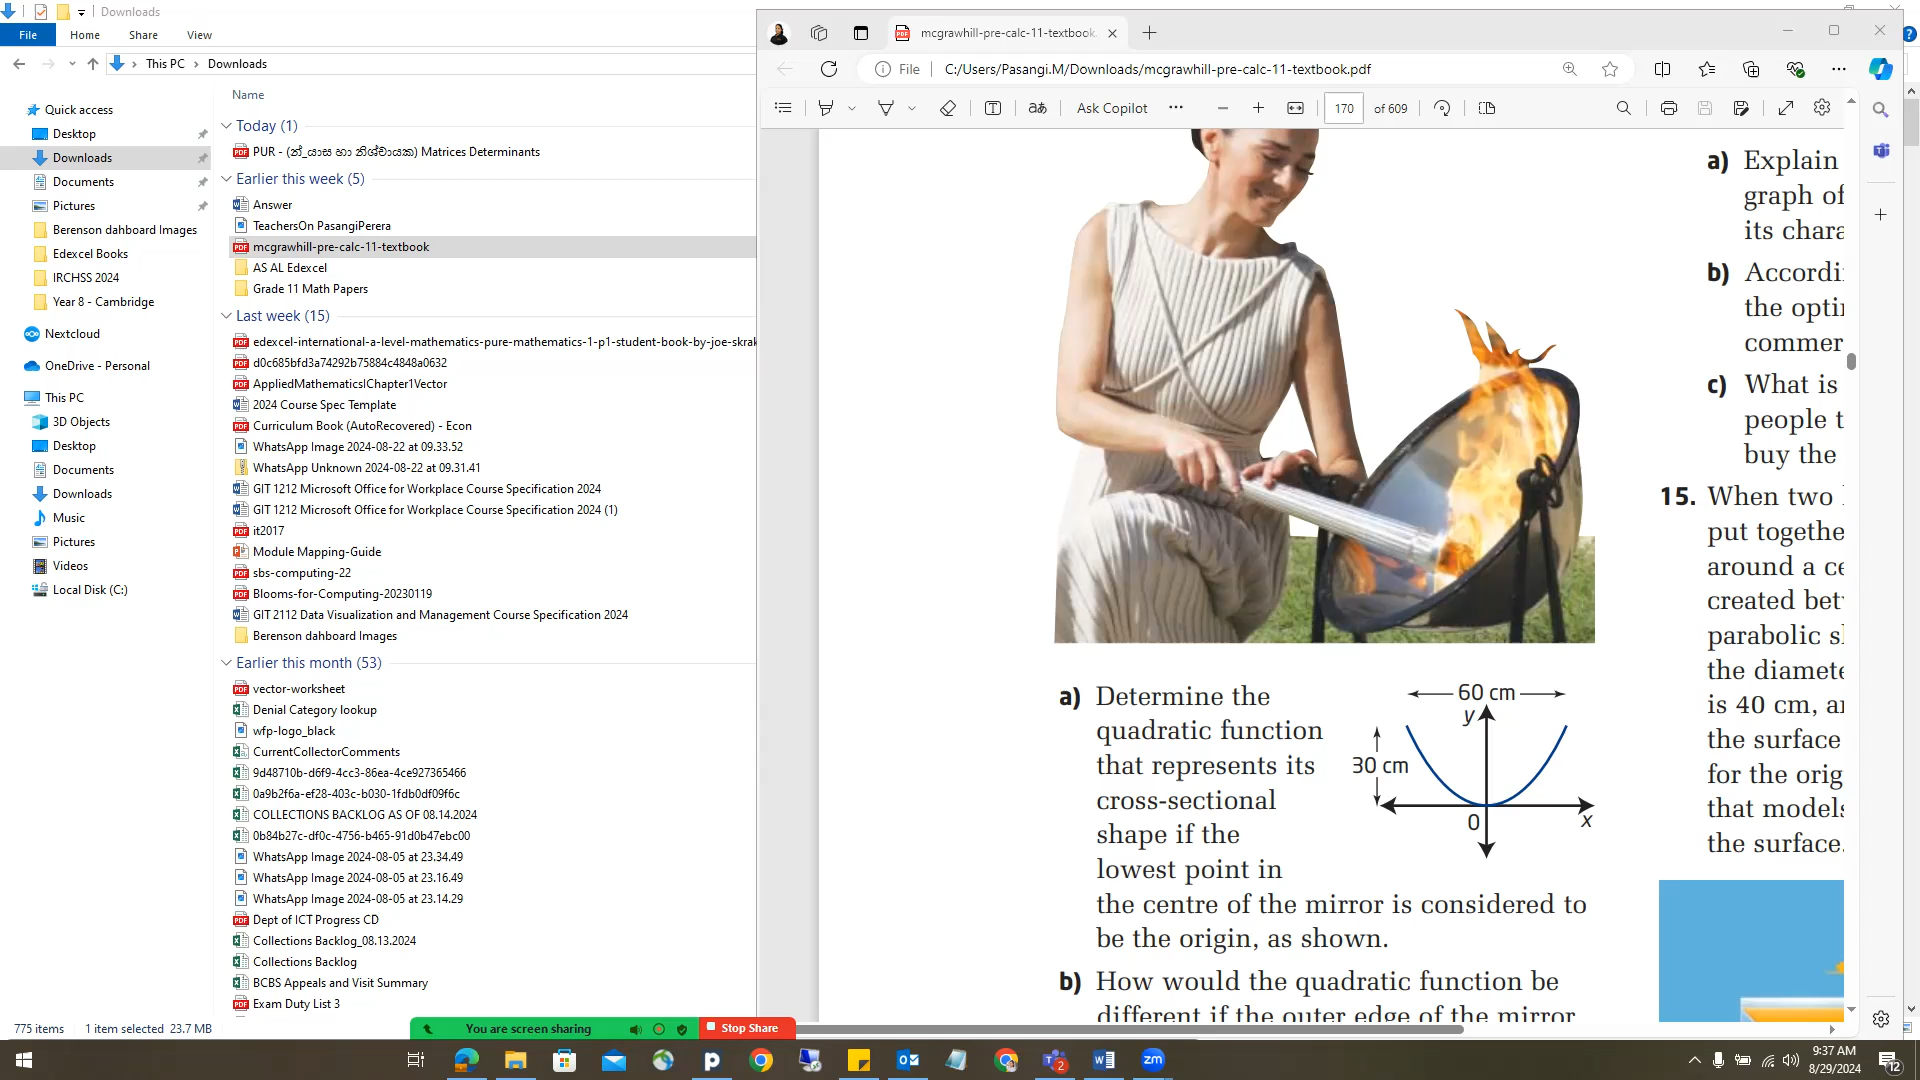 Downloads
File
Home
Share
View
This PC
Downloads
Quick access
Desktop
Downloads
Documents
Pictures
Berenson dahboard Images
Edexcel Books
IRCHSS 2024
Year 8 - Cambridge
Nextcloud
OneDrive - Personal
This PC
3D Objects
Desktop
Documents
Downloads
Music
Pictures
Videos
Local Disk (C:)
Name
Today (1)
PUR - (න්‍යාස හා නිශ්චායක) Matrices Determinants
Earlier this week (5)
Answer
TeachersOn PasangiPerera
mcgrawhill-pre-calc-11-textbook
AS AL Edexcel
Grade 11 Math Papers
Last week (15)
edexcel-international-a-level-mathematics-pure-mathematics-1-p1-student-book-by-joe-skrak
d0c685bfd3a74292b75884c4848a0632
AppliedMathematicsIChapter1Vector
2024 Course Spec Template
Curriculum Book (AutoRecovered) - Econ
WhatsApp Image 2024-08-22 at 09.33.52
WhatsApp Unknown 2024-08-22 at 09.31.41
GIT 1212 Microsoft Office for Workplace Course Specification 2024
GIT 1212 Microsoft Office for Workplace Course Specification 2024 (1)
it2017
Module Mapping-Guide
sbs-computing-22
Blooms-for-Computing-20230119
GIT 2112 Data Visualization and Management Course Specification 2024
Berenson dahboard Images
Earlier this month (53)
vector-worksheet
Denial Category lookup
wfp-logo_black
CurrentCollectorComments
9d48710b-d6f9-4cc3-86ea-4ce927365466
0a9b2f6a-ef28-403c-b030-1fdb0df09f6c
COLLECTIONS BACKLOG AS OF 08.14.2024
0b84b27c-df0c-4756-b465-91d0b47ebc00
WhatsApp Image 2024-08-05 at 23.34.49
WhatsApp Image 2024-08-05 at 23.16.49
WhatsApp Image 2024-08-05 at 23.14.29
Dept of ICT Progress CD
Collections Backlog_08.13.2024
Collections Backlog
BCBS Appeals and Visit Summary
Exam Duty List 3
775 items 1 item selected 23.7 MB
mcgrawhill-pre-calc-11-textbook.
File C:/Users/Pasangi.M/Downloads/mcgrawhill-pre-calc-11-textbook.pdf
Ask Copilot
170 of 609
a) Determine the
quadratic function
that represents its
cross-sectional
shape if the
lowest point in
the centre of the mirror is considered to
be the origin, as shown.
60 cm
y
30 cm
0
x
b) How would the quadratic function be
different if the outer edge of the mirror
a) Explain
graph of
its chara
b) Accordi
the optir
commer
c) What is
people t
buy the
15. When two
put togethe
around a ce
created bet
parabolic sl
the diamete
is 40 cm, an
the surface
for the orig
that models
the surface.
You are screen sharing
Stop Share
9:37 AM
8/29/2024
12